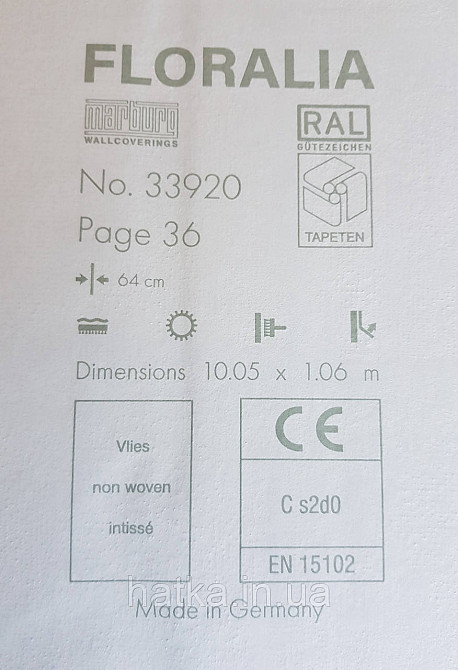 FLORALIA
marburg
WALLCOVERINGS
RAL
GÜTEZEICHEN
TAPETEN
No. 33920
Page 36
64 cm
Dimensions 10.05 x 1.06 m
Vlies
non woven
intissé
CE
C s2d0
EN 15102
hatka.in.ua
Made in Germany